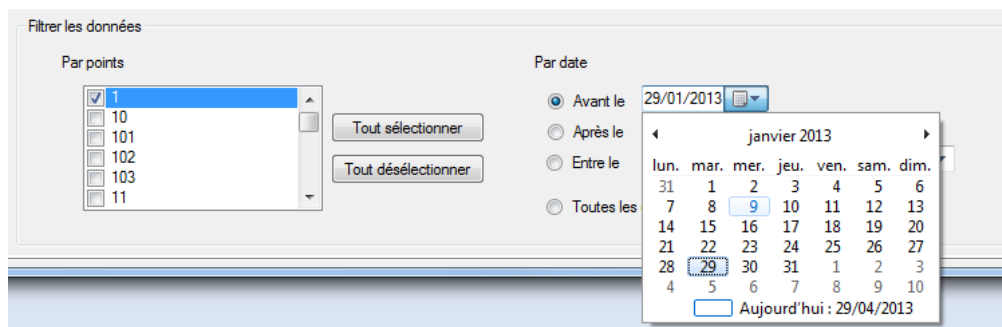 Filtrer les données
Par points
1
10
101
102
103
11
Tout sélectionner
Tout désélectionner
Par date
Avant le 29/01/2013
Après le
Entre le
Toutes les
janvier 2013
lun. mar. mer. jeu. ven. sam. dim.
31 1 2 3 4 5 6
7 8 9 10 11 12 13
14 15 16 17 18 19 20
21 22 23 24 25 26 27
28 29 30 31 1 2 3
4 5 6 7 8 9 10
Aujourd'hui : 29/04/2013